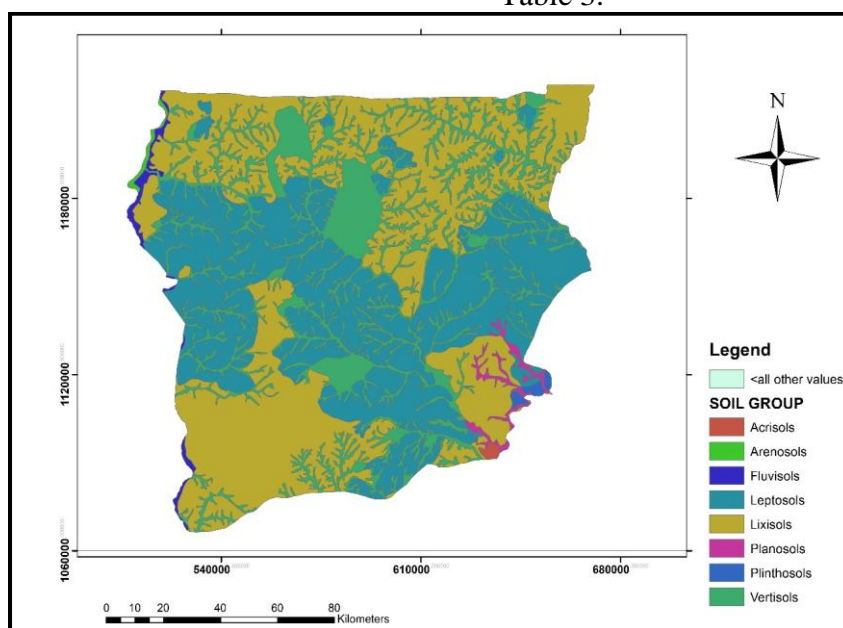 Table 3.
N
1180000
1120000
1060000
540000
610000
680000
Legend
<all other values
SOIL GROUP
Acrisols
Arenosols
Fluvisols
Leptosols
Lixisols
Planosols
Plinthosols
Vertisols
0 10 20 40 60 80
Kilometers